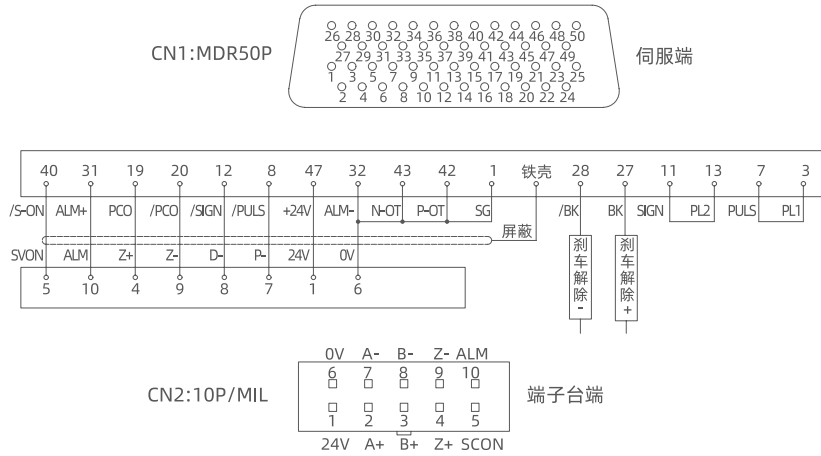 CN1:MDR50P
26 28 30 32 34 36 38 40 42 44 46 48 50
27 29 31 33 35 37 39 41 43 45 47 49
1 3 5 7 9 11 13 15 17 19 21 23 25
2 4 6 8 10 12 14 16 18 20 22 24
伺服端
40 31 19 20 12 8 47 32 43 42 1 铁壳 28 27 11 13 7 3
/S-ON ALM+ PCO /PCO /SIGN /PULS +24V ALM- N-OT P-OT SG /BK BK SIGN PL2 PULS PL1
屏蔽
SVON ALM Z+ Z- D- P- 24V 0V
5 10 4 9 8 7 1 6
刹车解除-
刹车解除+
0V A- B- Z- ALM
6 7 8 9 10
CN2:10P/MIL
端子台端
1 2 3 4 5
24V A+ B+ Z+ SCON